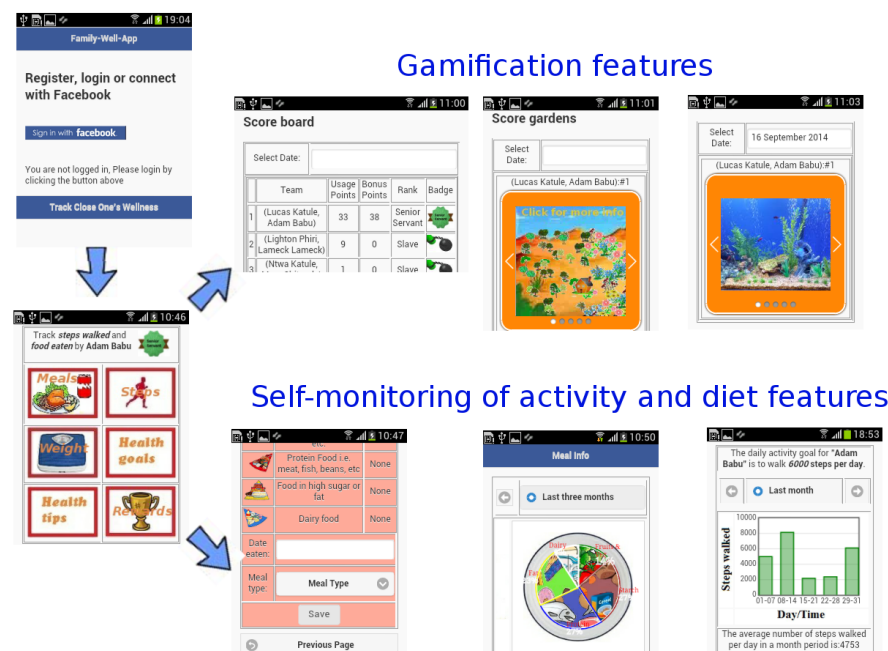 19:04
Family-Well-App
Register, login or connect
with Facebook
Sign in with facebook.
You are not logged in, Please login by
clicking the button above
Track Close One's Wellness
Gamification features
11:00
Score board
Select Date:
Team Usage Points Bonus Points Rank Badge
1 (Lucas Katule, Adam Babu) 33 38 Senior Servant
2 (Lighton Phiri, Lameck Lameck) 9 0 Slave
3 (Ntwa Katule, 1 0 Slave
11:01
Score gardens
Select
Date:
(Lucas Katule, Adam Babu):#1
Click for more info
11:03
Select
Date:
16 September 2014
(Lucas Katule, Adam Babu):#1
10:46
Track steps walked and
food eaten by Adam Babu
Meals
Steps
Weight
Health
goals
Health
tips
Rewards
Self-monitoring of activity and diet features
10:47
etc.
Protein Food i.e.
meat, fish, beans, etc
None
Food in high sugar or
fat
None
Dairy food
None
Date
eaten:
Meal
type:
Meal Type
Save
Previous Page
10:50
Meal Info
Last three months
Dairy
Fruits &
Fat
27%
18:53
The daily activity goal for "Adam
Babu" is to walk 6000 steps per day.
Last month
Steps walked
10000
8000
6000
4000
2000
0
01-07 08-14 15-21 22-28 29-31
Day/Time
The average number of steps walked
per day in a month period is:4753